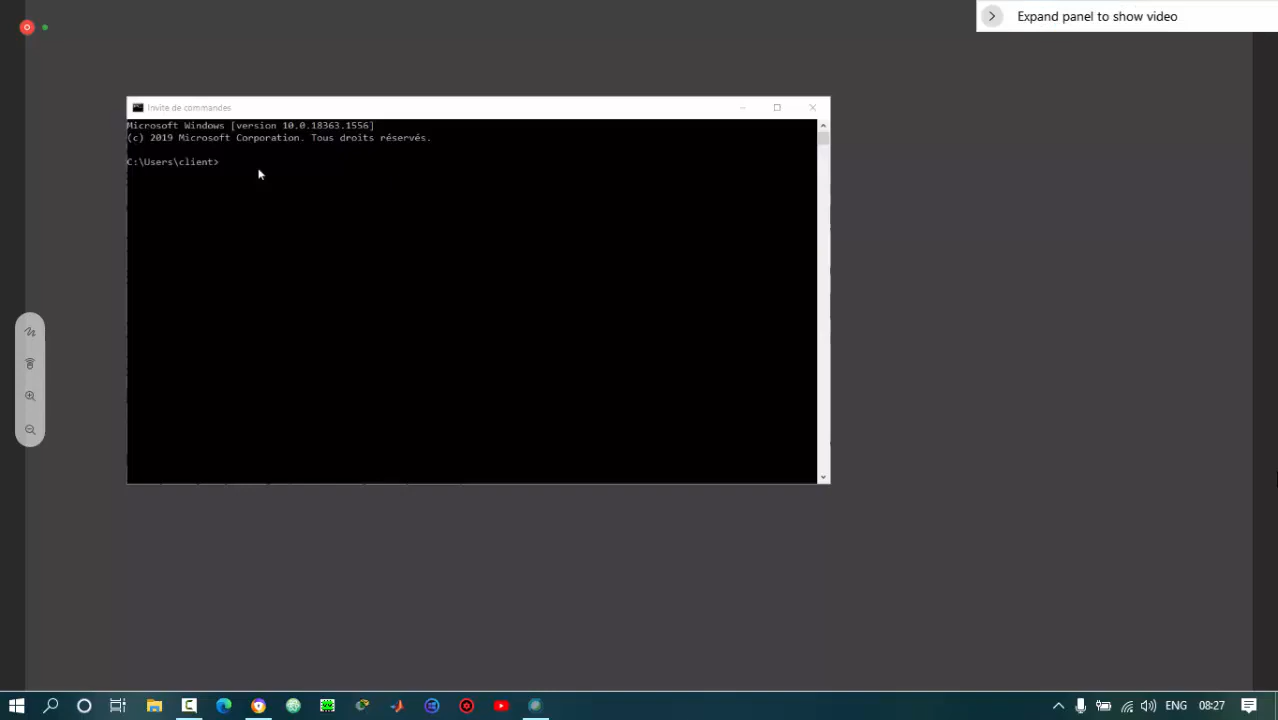 Expand panel to show video
Invite de commandes
Microsoft Windows [version 10.0.18363.1556]
(c) 2019 Microsoft Corporation. Tous droits réservés.
C:\Users\client>
ENG
08:27